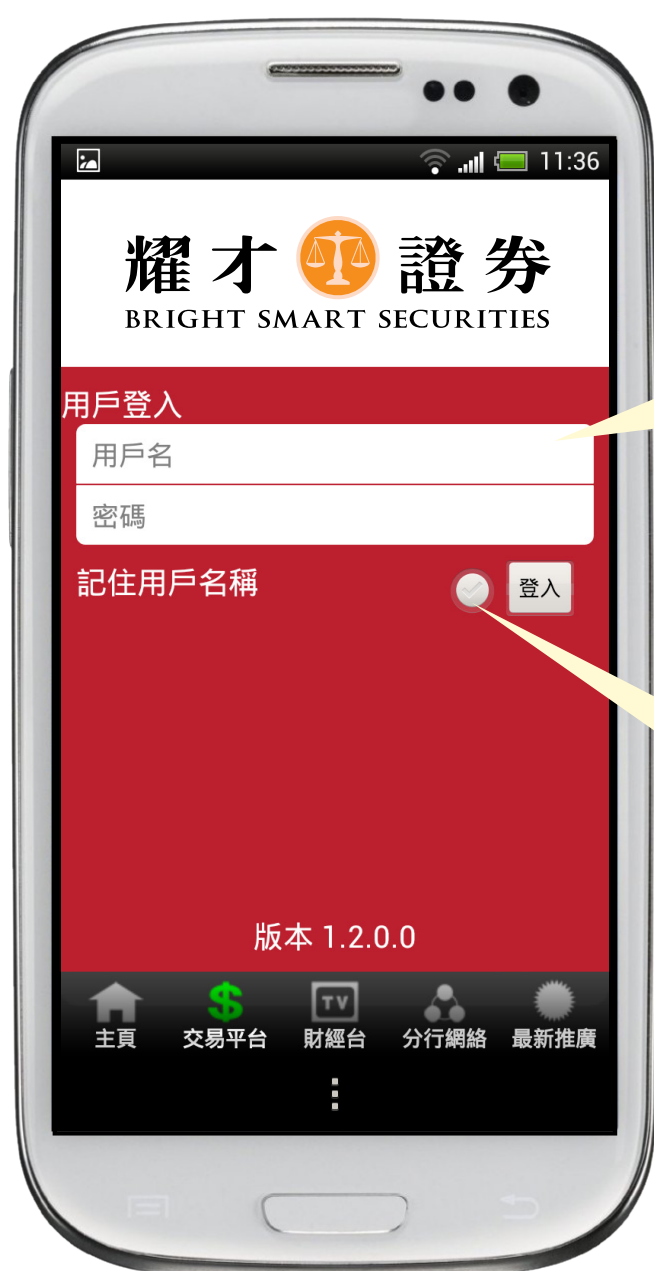 11:36
耀才證券
BRIGHT SMART SECURITIES
用戶登入
用戶名
密碼
記住用戶名稱
登入
版本 1.2.0.0
TV
主頁 交易平台 財經台 分行網絡 最新推廣